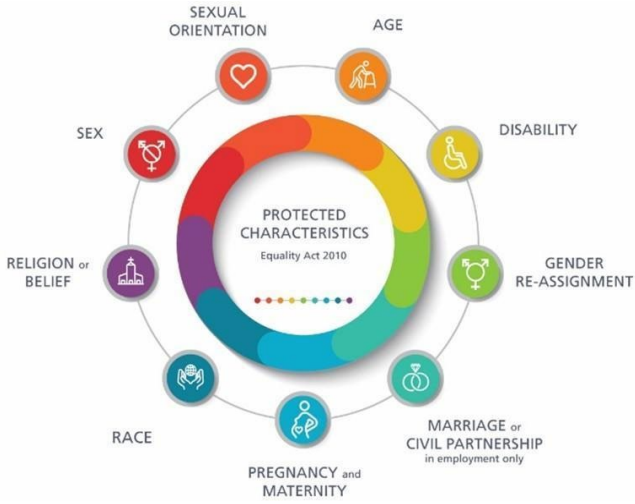 SEXUAL
ORIENTATION
AGE
DISABILITY
GENDER
RE-ASSIGNMENT
MARRIAGE or
CIVIL PARTNERSHIP
in employment only
PREGNANCY and
MATERNITY
RACE
RELIGION or
BELIEF
SEX
PROTECTED
CHARACTERISTICS
Equality Act 2010